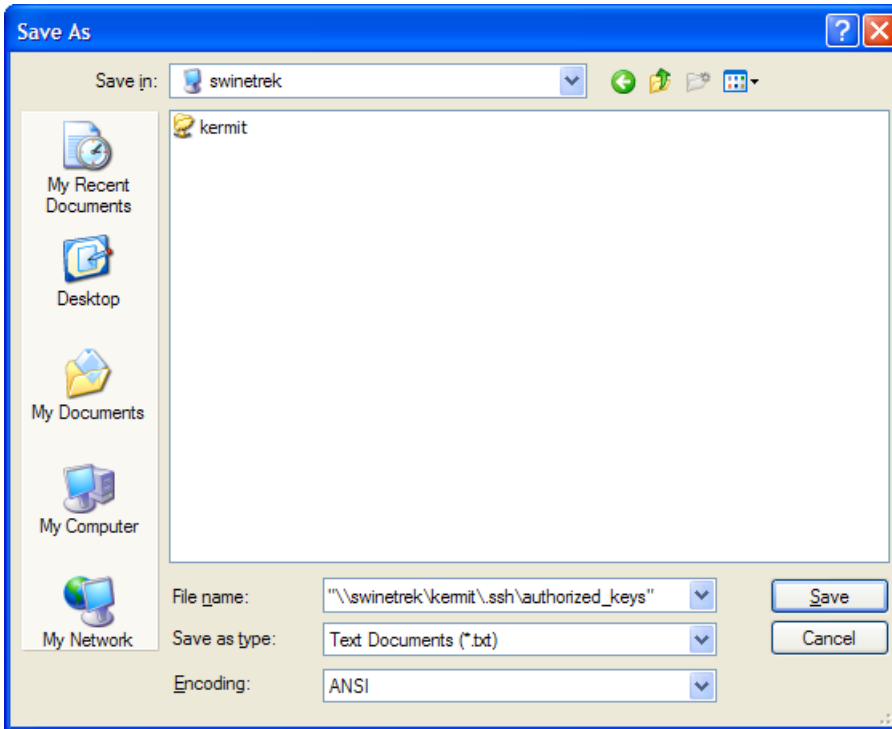 Save As
Save in:
swinetrek
kermit
My Recent
Documents
Desktop
My Documents
My Computer
My Network
File name:
"\\swinetrek\kermit\.ssh\authorized_keys"
Save
Save as type:
Text Documents (*.txt)
Cancel
Encoding:
ANSI